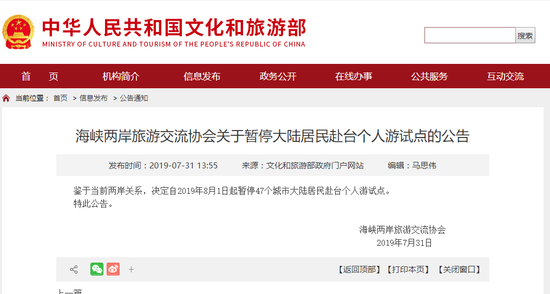 中华人民共和国文化和旅游部
MINISTRY OF CULTURE AND TOURISM OF THE PEOPLE'S REPUBLIC OF CHINA
搜索
首 页 机构简介 信息发布 政务公开 在线办事 公共服务 互动交流
当前位置: 首页 > 信息发布 > 公告通知
海峡两岸旅游交流协会关于暂停大陆居民赴台个人游试点的公告
发布时间:2019-07-31 13:55 来源:文化和旅游部政府门户网站 编辑:马思伟
鉴于当前两岸关系,决定自2019年8月1日起暂停47个城市大陆居民赴台个人游试点。
特此公告。
海峡两岸旅游交流协会
2019年7月31日
【返回顶部】【打印本页】【关闭窗口】
上一篇